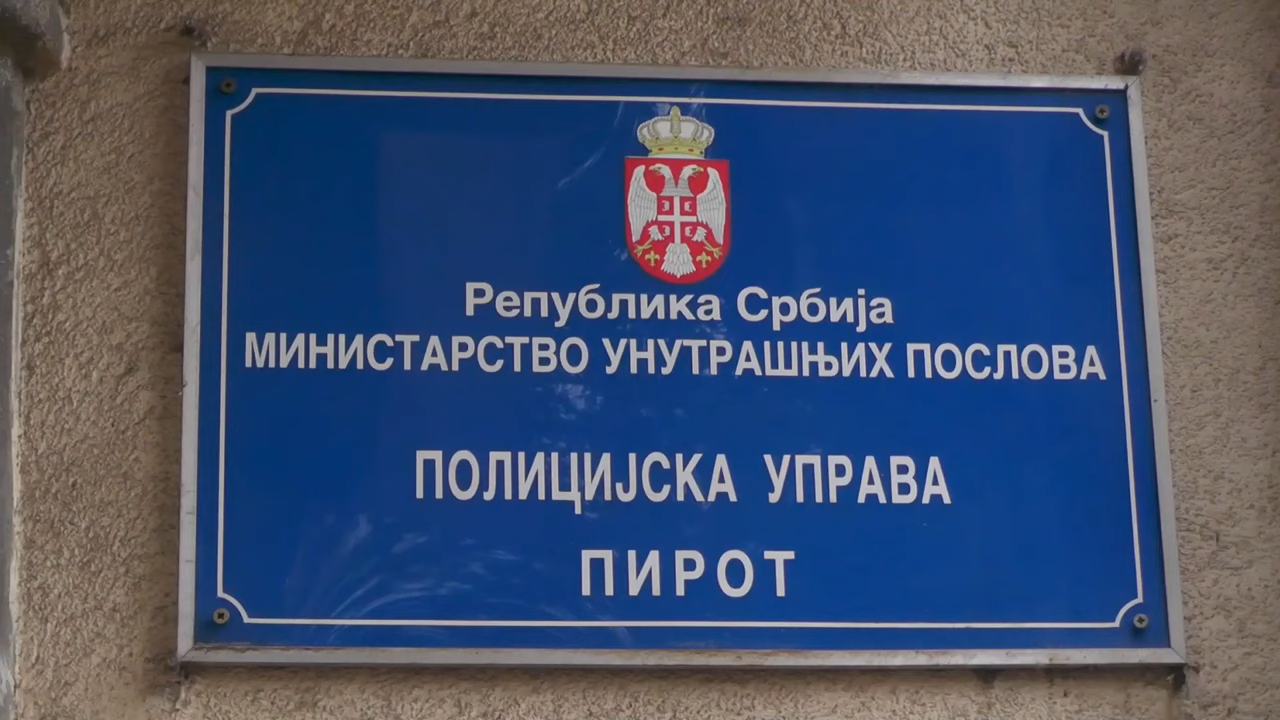 Република Србија
МИНИСТАРСТВО УНУТРАШЊИХ ПОСЛОВА
ПОЛИЦИЈСКА УПРАВА
ПИРОТ